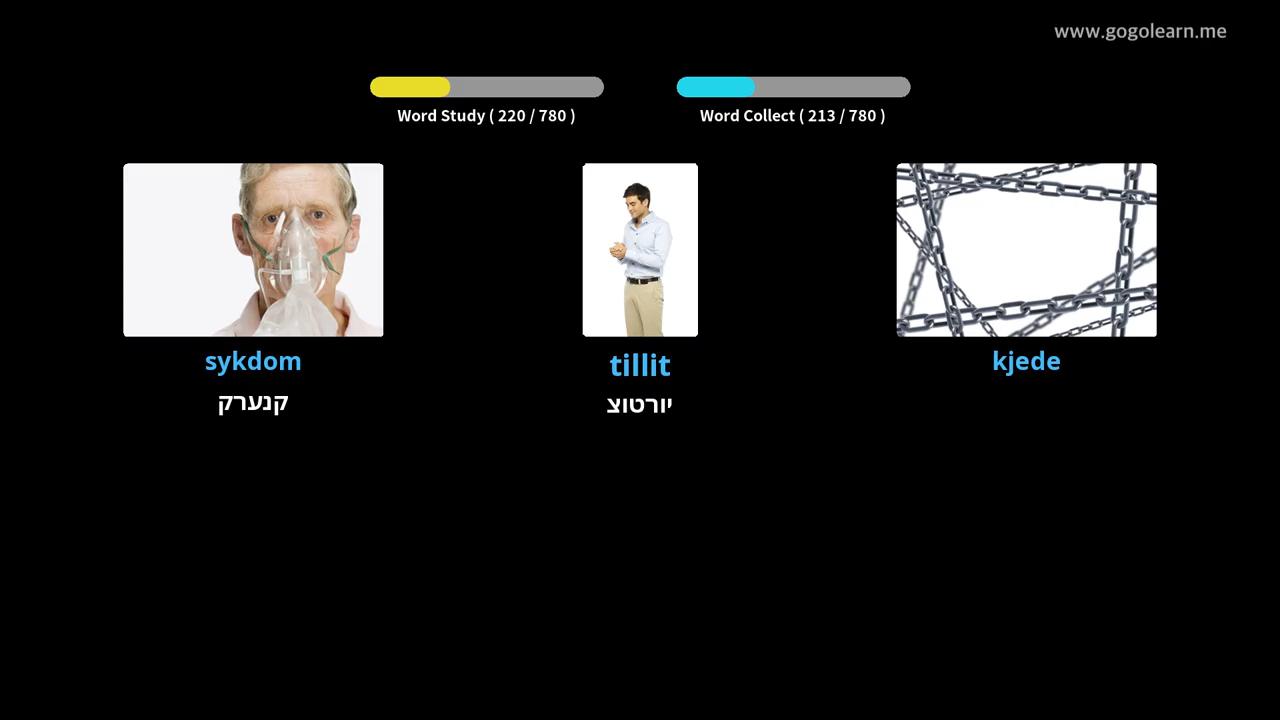 www.gogolearn.me
Word Study ( 220 / 780 )
Word Collect ( 213 / 780 )
sykdom
קנערק
tillit
יורטוצ
kjede